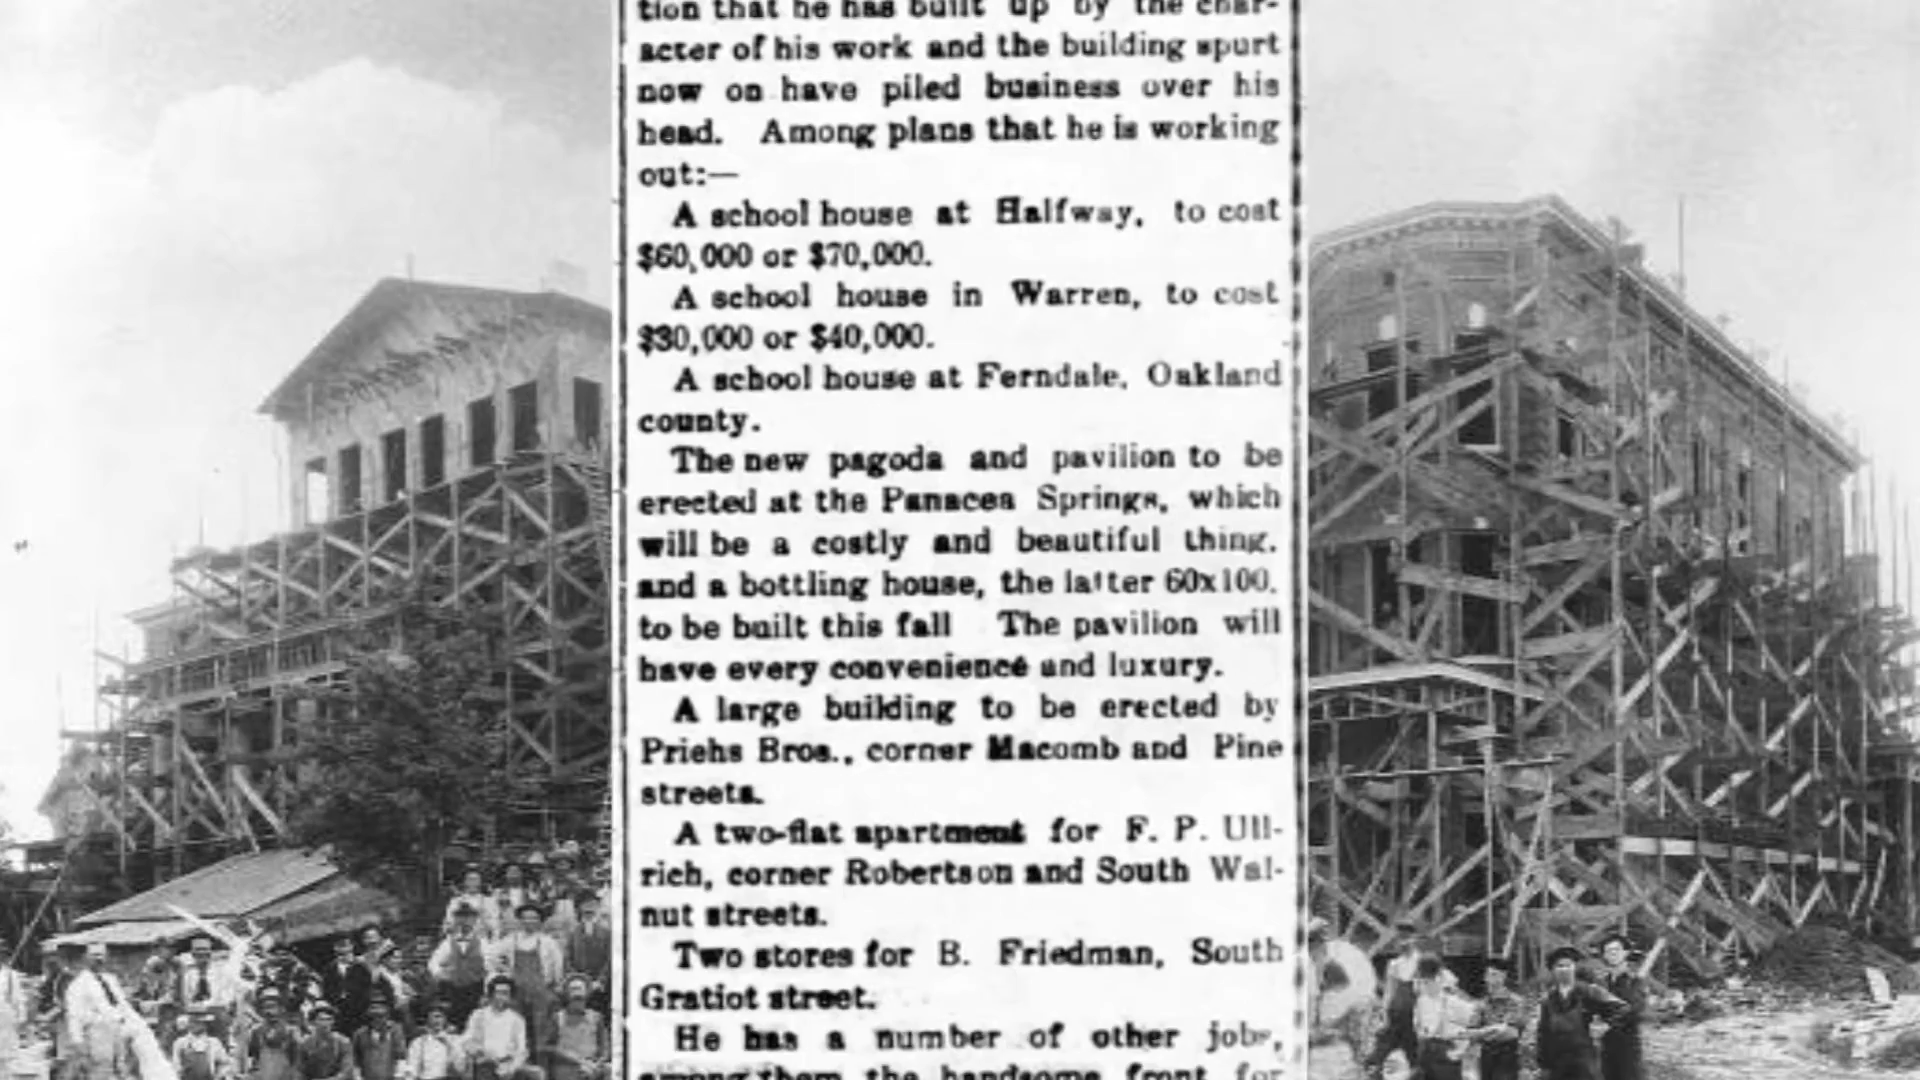 tion that he has built up by the char-
acter of his work and the building spurt
now on have piled business over his
head. Among plans that he is working
out:—
A school house at Halfway, to cost
$60,000 or $70,000.
A school house in Warren, to cost
$30,000 or $40,000.
A school house at Ferndale, Oakland
county.
The new pagoda and pavilion to be
erected at the Panacea Springs, which
will be a costly and beautiful thing,
and a bottling house, the latter 60x100,
to be built this fall The pavilion will
have every convenience and luxury.
A large building to be erected by
Priehs Bros., corner Macomb and Pine
streets.
A two-flat apartment for F. P. Ull-
rich, corner Robertson and South Wal-
nut streets.
Two stores for B. Friedman, South
Gratiot street.
He has a number of other jobs,
among them the handsome front for